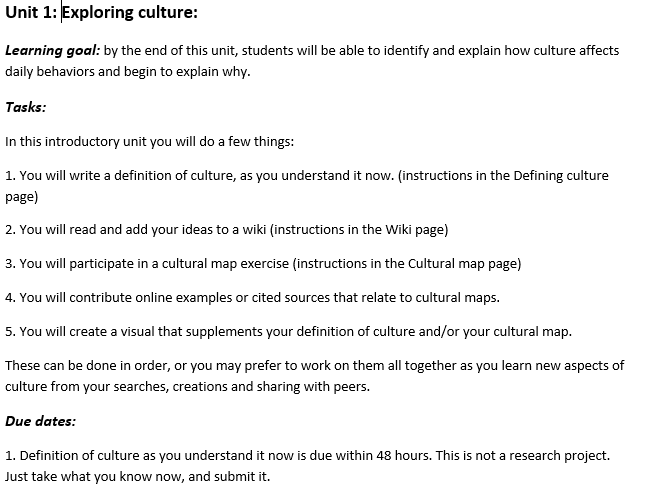 Unit 1: Exploring culture:
Learning goal: by the end of this unit, students will be able to identify and explain how culture affects
daily behaviors and begin to explain why.
Tasks:
In this introductory unit you will do a few things:
1. You will write a definition of culture, as you understand it now. (instructions in the Defining culture
page)
2. You will read and add your ideas to a wiki (instructions in the Wiki page)
3. You will participate in a cultural map exercise (instructions in the Cultural map page)
4. You will contribute online examples or cited sources that relate to cultural maps.
5. You will create a visual that supplements your definition of culture and/or your cultural map.
These can be done in order, or you may prefer to work on them all together as you learn new aspects of
culture from your searches, creations and sharing with peers.
Due dates:
1. Definition of culture as you understand it now is due within 48 hours. This is not a research project.
Just take what you know now, and submit it.